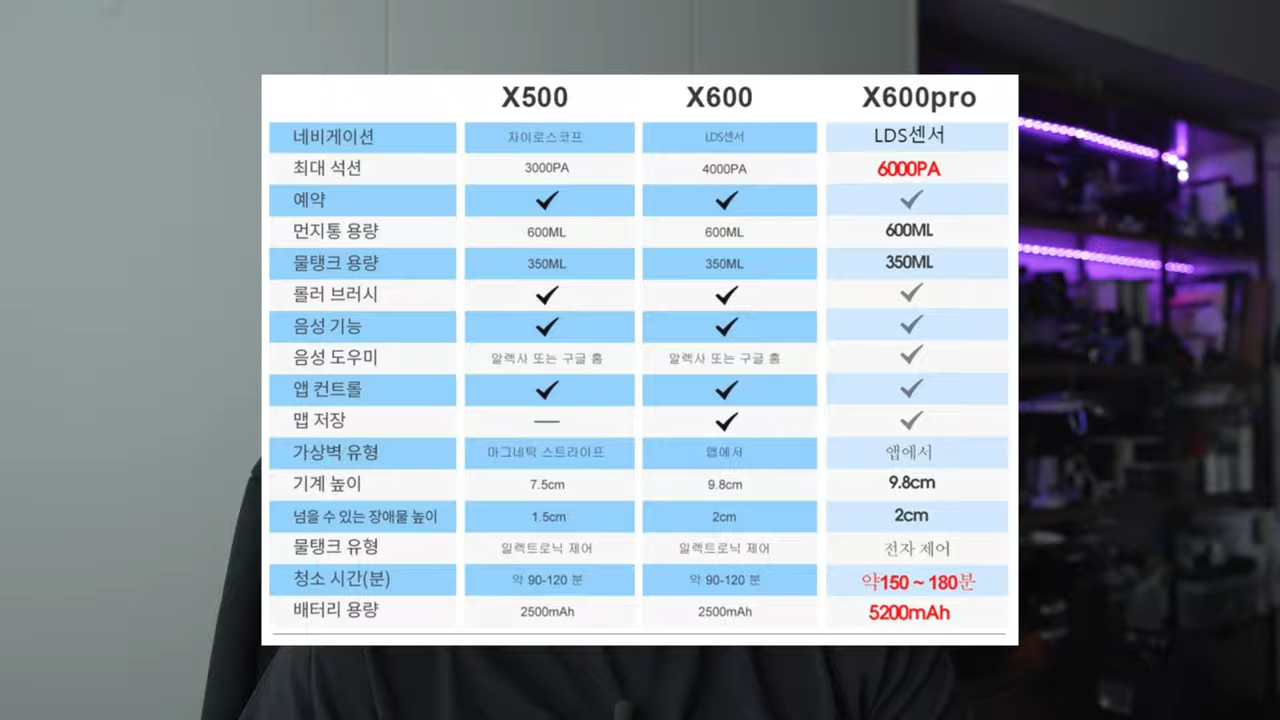 X500 X600 X600pro
네비게이션 자이로스코프 LDS센서 LDS센서
최대 석션 3000PA 4000PA 6000PA
예약 ✓ ✓ ✓
먼지통 용량 600ML 600ML 600ML
물탱크 용량 350ML 350ML 350ML
롤러 브러시 ✓ ✓ ✓
음성 기능 ✓ ✓ ✓
음성 도우미 알렉사 또는 구글 홈 알렉사 또는 구글 홈 ✓
앱 컨트롤 ✓ ✓ ✓
맵 저장 — ✓ ✓
가상벽 유형 마그네틱 스트라이프 앱에서 앱에서
기계 높이 7.5cm 9.8cm 9.8cm
넘을 수 있는 장애물 높이 1.5cm 2cm 2cm
물탱크 유형 일렉트로닉 제어 일렉트로닉 제어 전자 제어
청소 시간(분) 약 90-120 분 약 90-120 분 약150 ~ 180분
배터리 용량 2500mAh 2500mAh 5200mAh